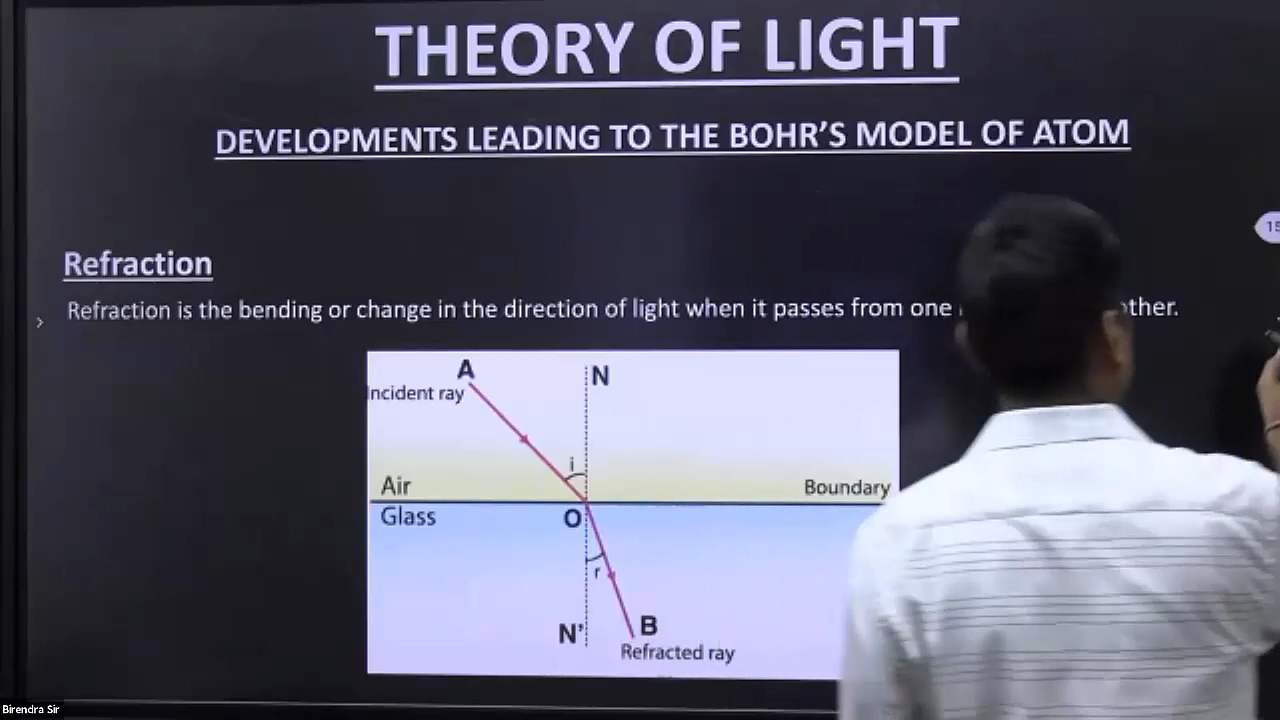 THEORY OF LIGHT
DEVELOPMENTS LEADING TO THE BOHR’S MODEL OF ATOM
15
Refraction
Refraction is the bending or change in the direction of light when it passes from one other.
A
N
Incident ray
i
Air
Boundary
Glass
O
r
N'
B
Refracted ray
Birendra Sir